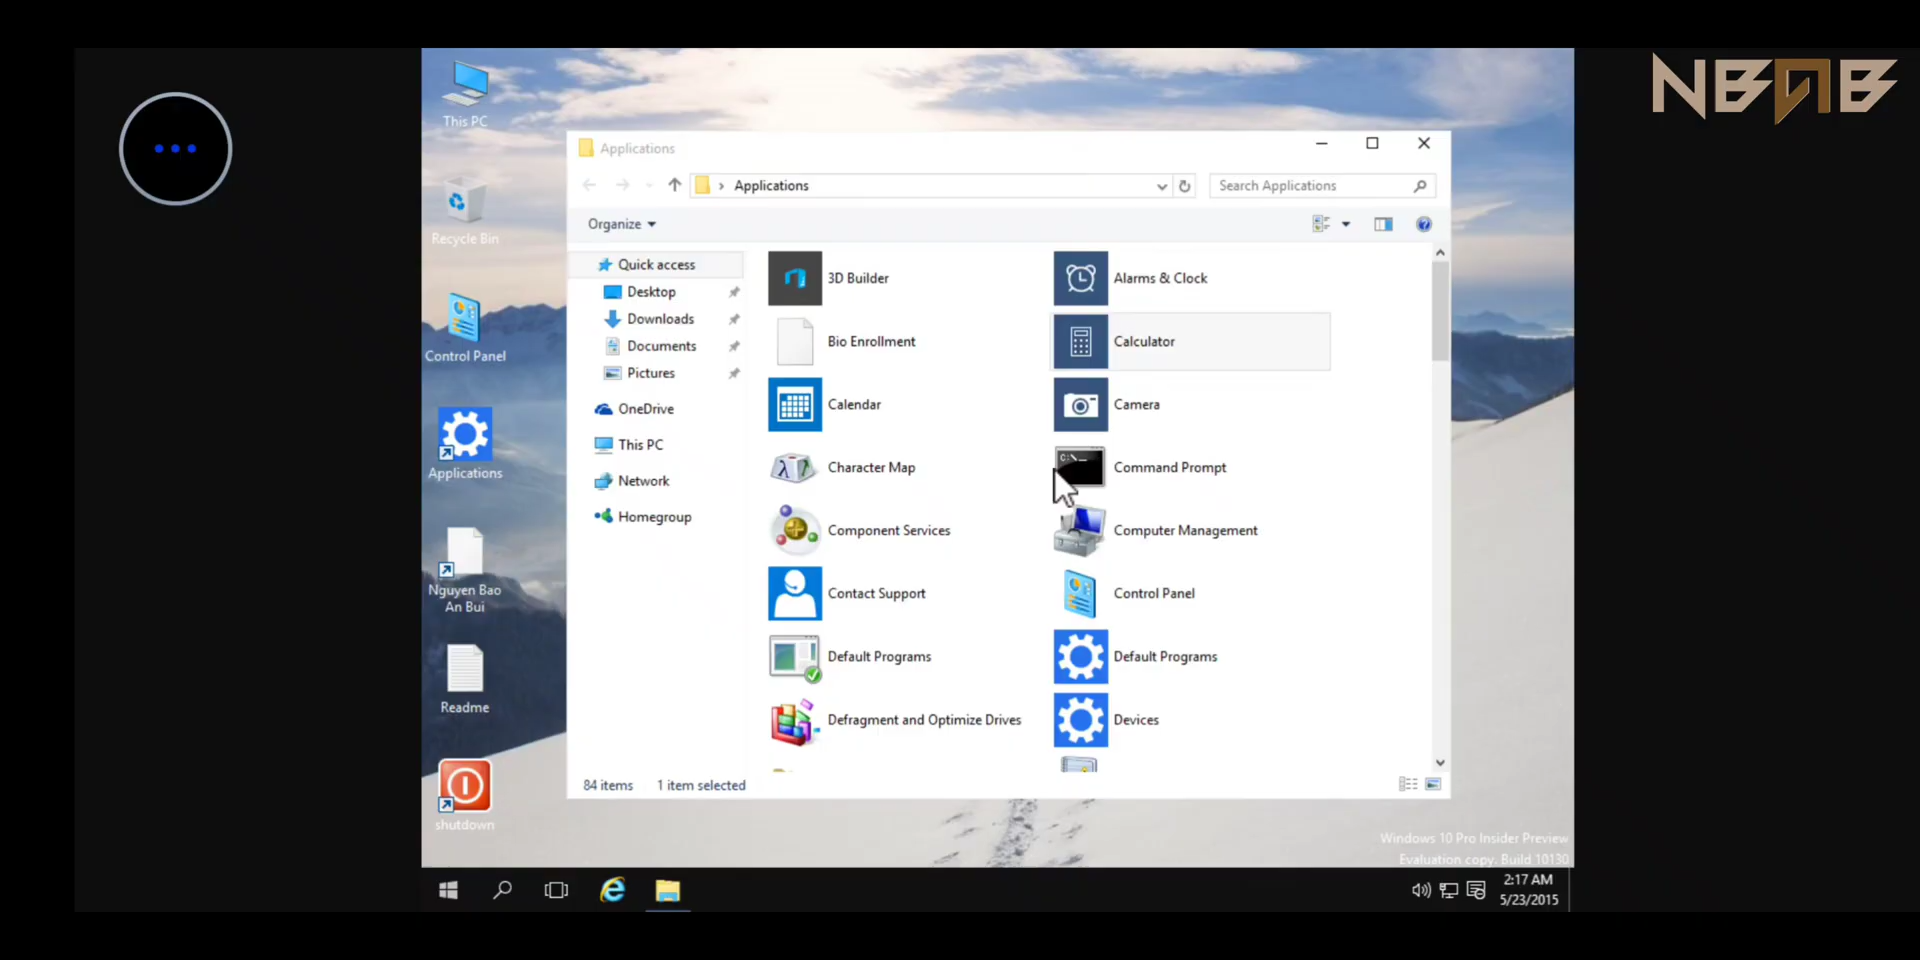 NBAB
This PC
Recycle Bin
Control Panel
Applications
Nguyen Bao
An Bui
Readme
shutdown
Applications
Applications
Search Applications
Organize
Quick access
Desktop
Downloads
Documents
Pictures
OneDrive
This PC
Network
Homegroup
3D Builder
Alarms & Clock
Bio Enrollment
Calculator
Calendar
Camera
Character Map
C:\
Command Prompt
Component Services
Computer Management
Contact Support
Control Panel
Default Programs
Default Programs
Defragment and Optimize Drives
Devices
84 items
1 item selected
Windows 10 Pro Insider Preview
Evaluation copy. Build 10130
2:17 AM
5/23/2015